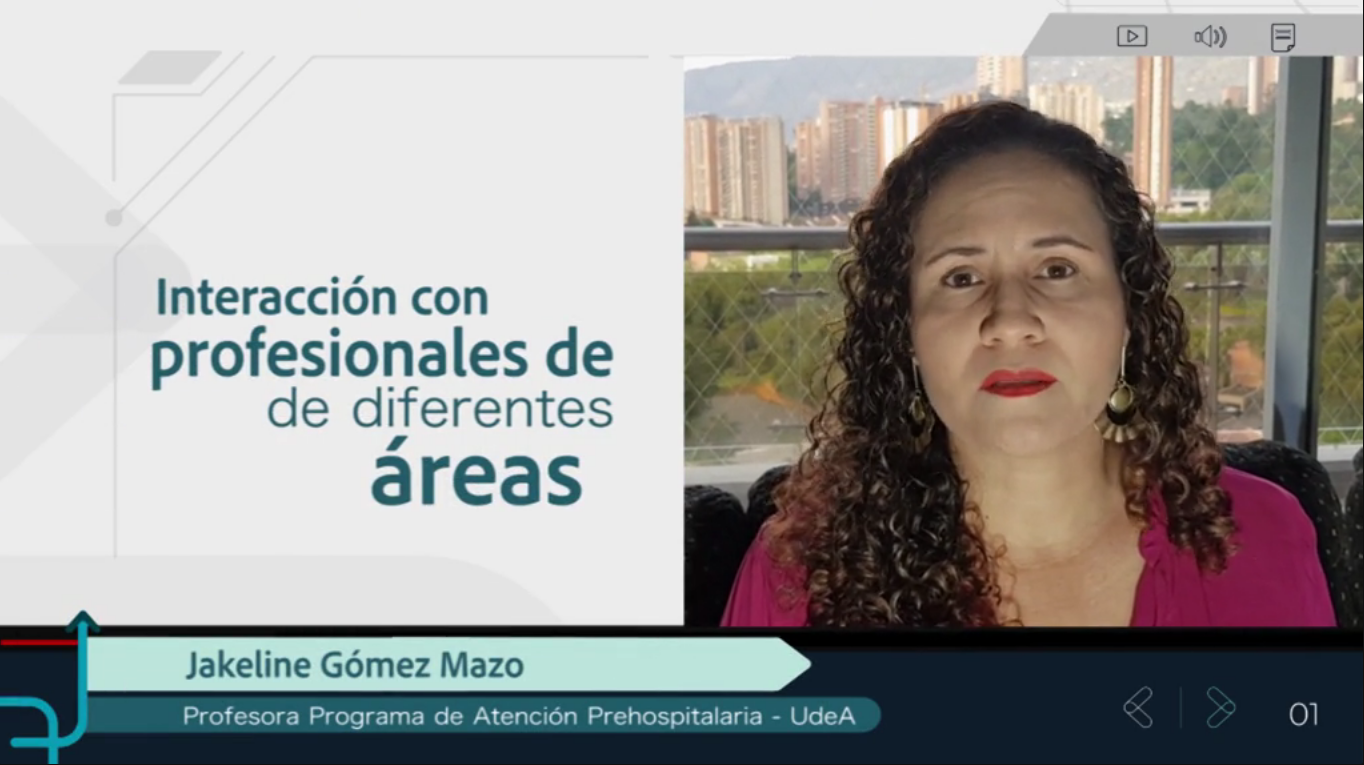 Interacción con
profesionales de
de diferentes
áreas
Jakeline Gómez Mazo
Profesora Programa de Atención Prehospitalaria - UdeA
01